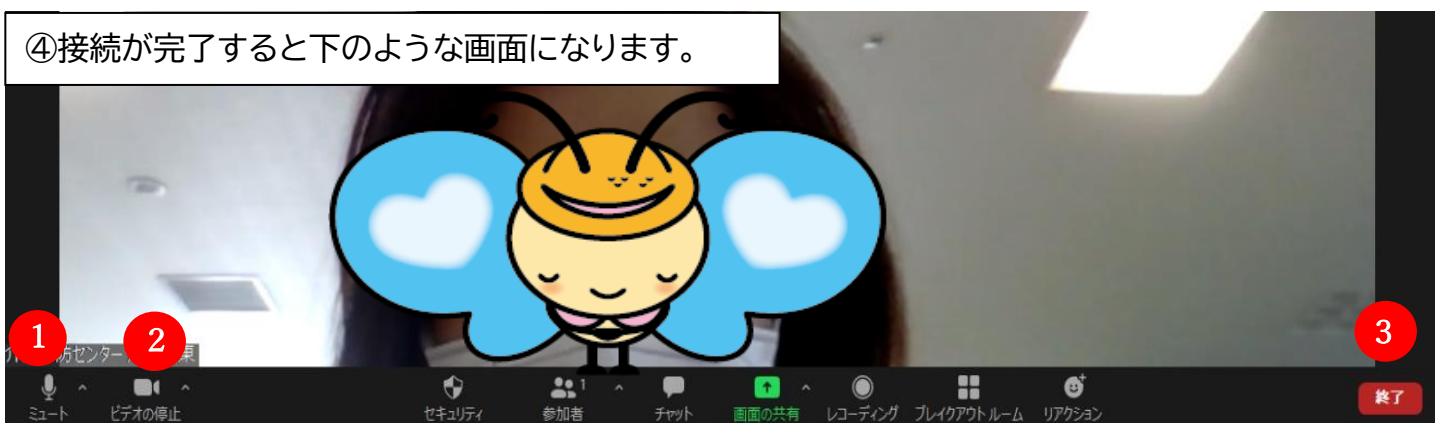 ④接続が完了すると下のような画面になります。
1
2
3
防センター
東
ミュート
ビデオの停止
セキュリティ
参加者
1
チャット
画面の共有
レコーディング
ブレイクアウト ルーム
リアクション
終了